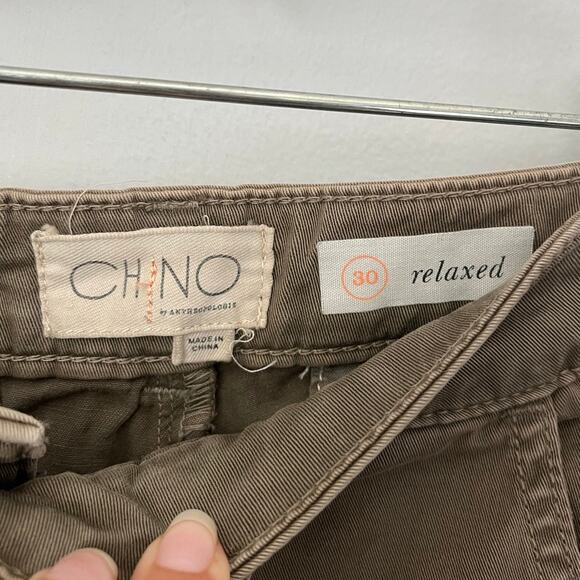 CHINO
by ANTHROPOLOGIE
MADE IN
CHINA
30
relaxed